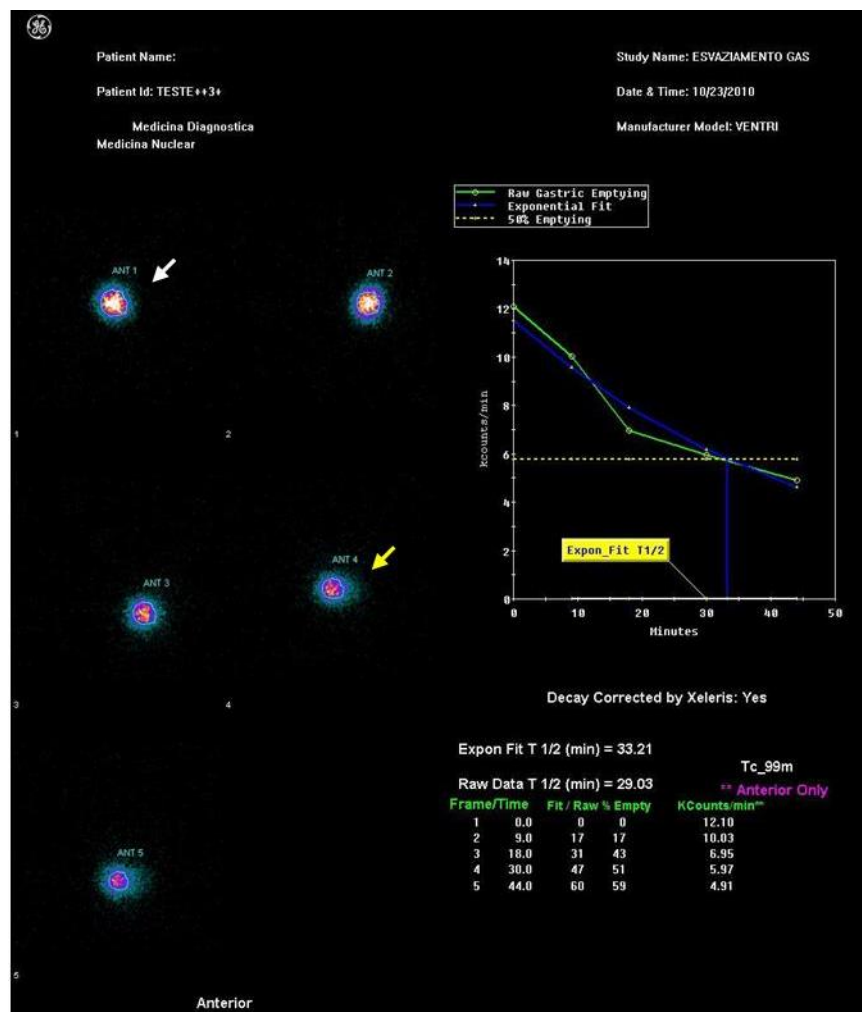 Patient Name:
Study Name: ESVAZIAMENTO GAS
Patient Id: TESTE++3+
Date & Time: 10/23/2010
Medicina Diagnostica
Manufacturer Model: VENTRI
Medicina Nuclear
Raw Gastric Emptying
Exponential Fit
50% Emptying
ANT 1
ANT 2
1
2
ANT 3
ANT 4
3
4
ANT 5
5
Anterior
14
12
10
8
6
4
2
0
kcounts/min
Expon_Fit T1/2
0 10 20 30 40 50
Minutes
Decay Corrected by Xeleris: Yes
Expon Fit T 1/2 (min) = 33.21
Tc_99m
Raw Data T 1/2 (min) = 29.03
** Anterior Only
Frame/Time Fit / Raw % Empty KCounts/min**
1 0.0 0 0 12.10
2 9.0 17 17 10.03
3 18.0 31 43 6.95
4 30.0 47 51 5.97
5 44.0 60 59 4.91